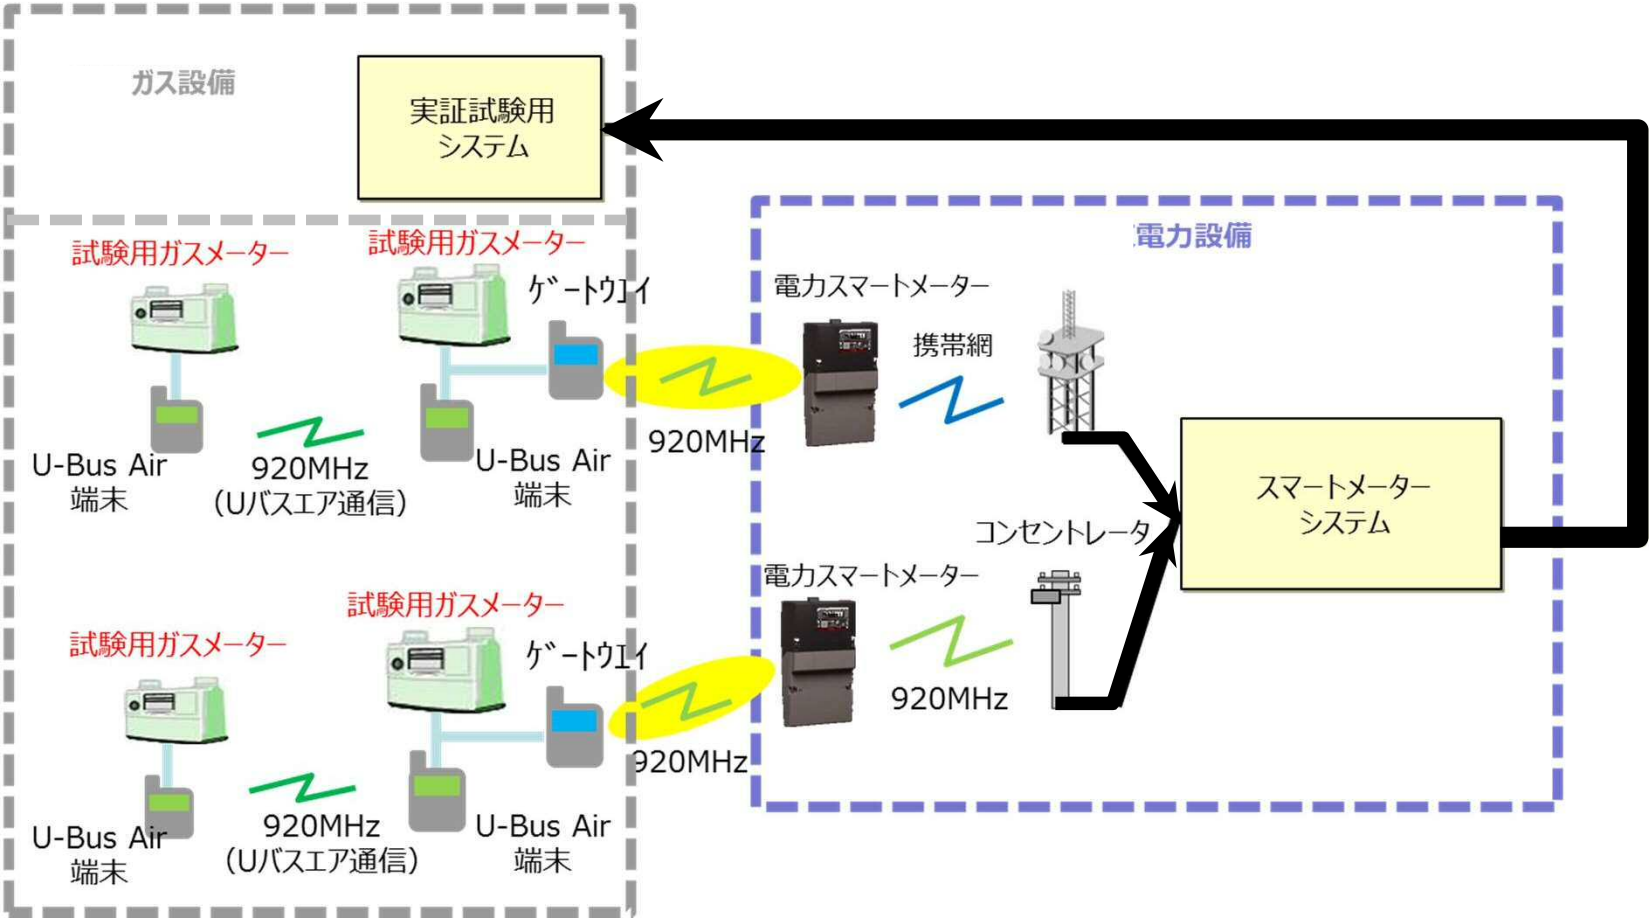 ガス設備
実証試験用
システム
電力設備
試験用ガスメーター
試験用ガスメーター
ｹﾞｰﾄｳｴｲ
電力スマートメーター
携帯網
920MHz
U-Bus Air
端末
920MHz
(Uバスエア通信)
U-Bus Air
端末
スマートメーター
システム
コンセントレータ
電力スマートメーター
試験用ガスメーター
試験用ガスメーター
ｹﾞｰﾄｳｴｲ
920MHz
920MHz
U-Bus Air
端末
920MHz
(Uバスエア通信)
U-Bus Air
端末